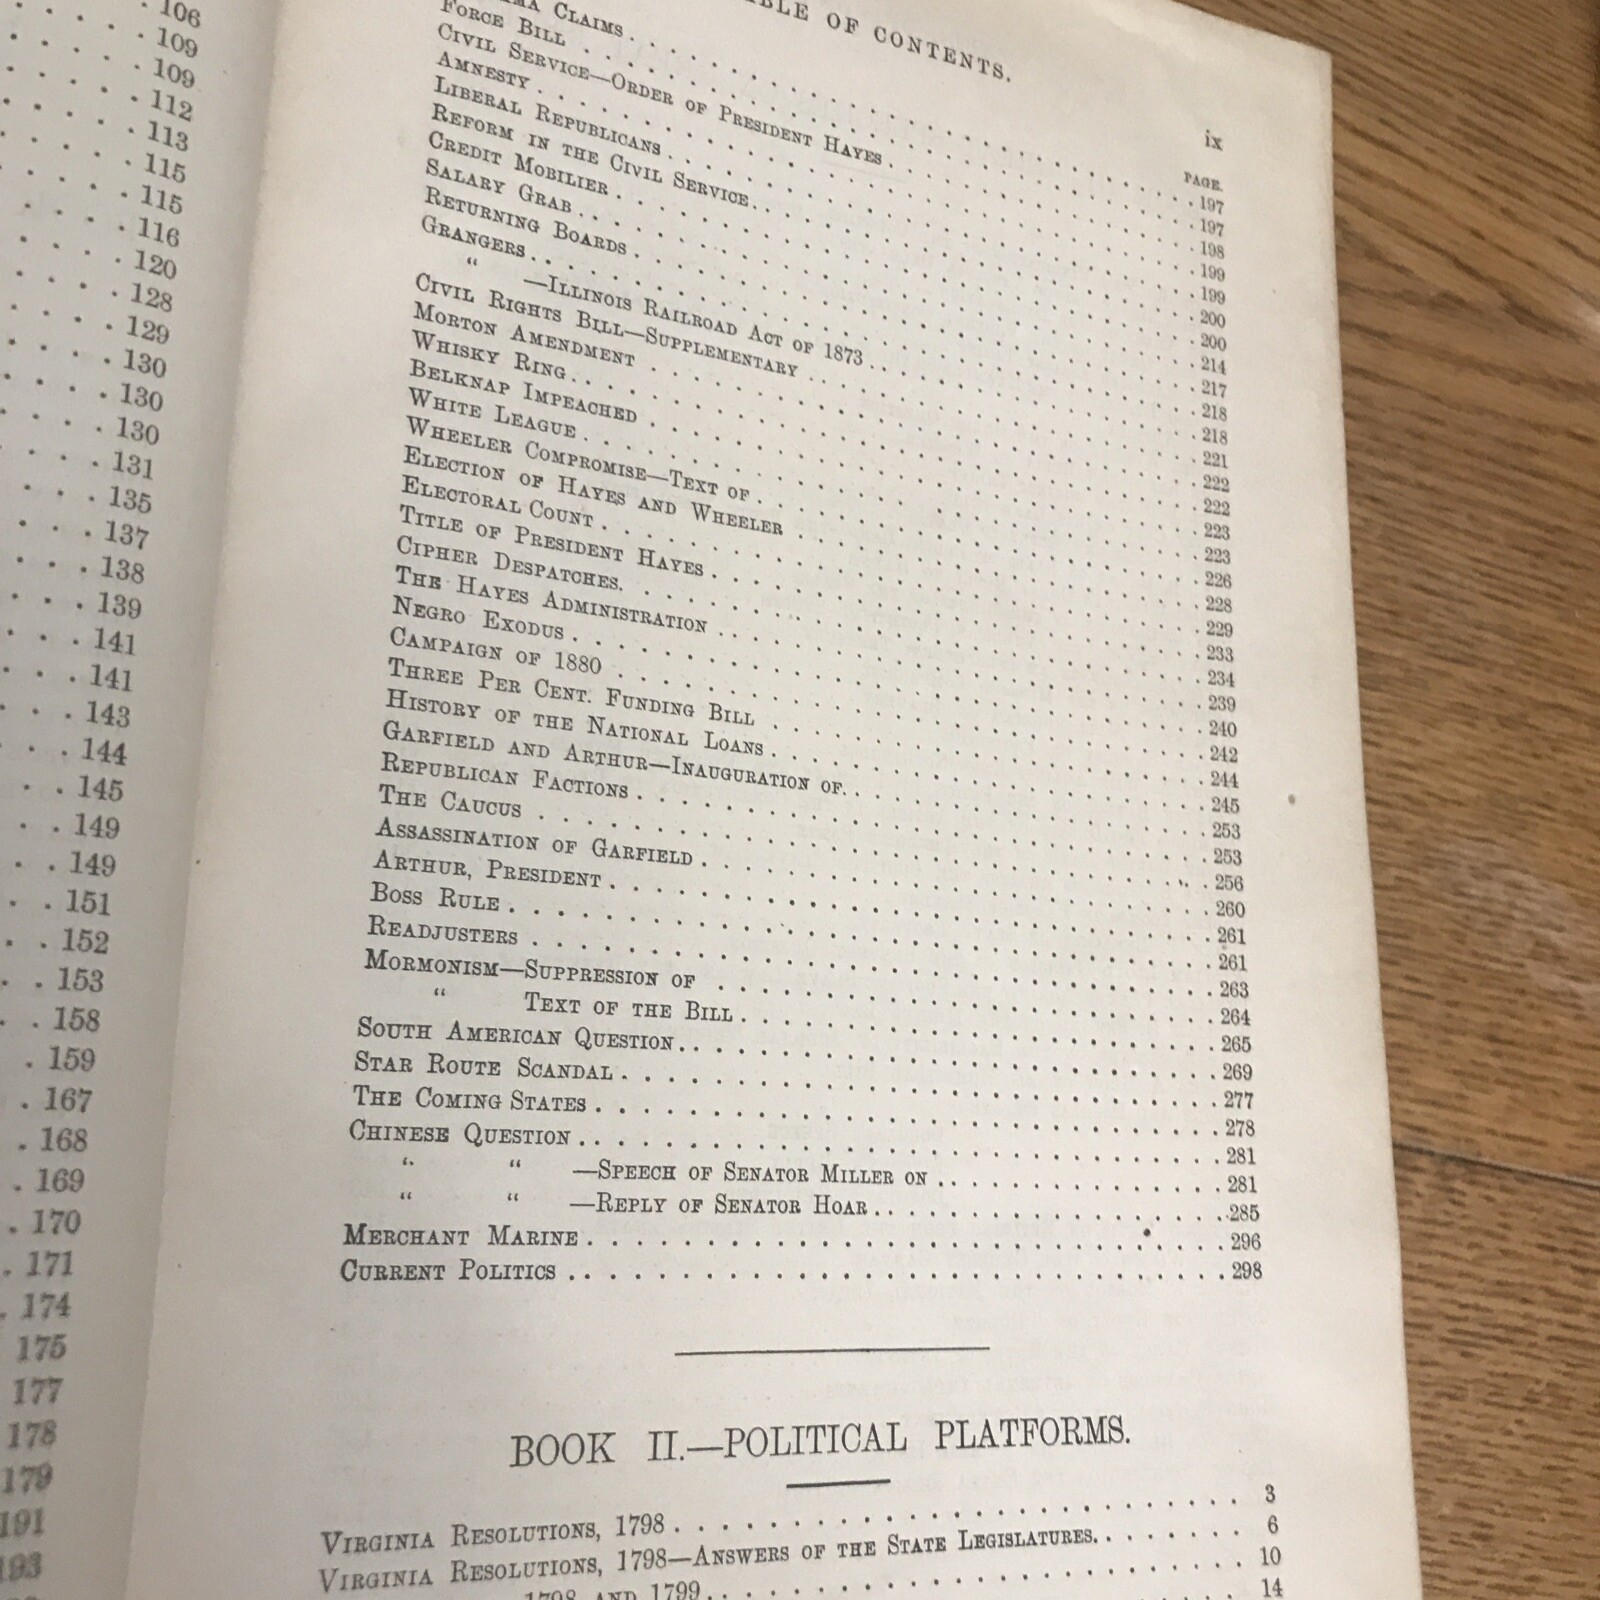 106
109
109
112
113
115
115
116
120
128
129
130
130
130
131
135
137
138
139
141
141
143
144
145
149
149
151
152
153
158
159
167
168
169
170
171
174
175
177
178
179
191
193
OF CONTENTS.
ix
PAGE.
CLAIMS. . . . . 197
FORCE BILL . . . . . 197
CIVIL SERVICE—ORDER OF PRESIDENT HAYES . . . . . 198
AMNESTY . . . . . 199
LIBERAL REPUBLICANS . . . . . 199
REFORM IN THE CIVIL SERVICE . . . . . 200
CREDIT MOBILIER . . . . . 200
SALARY GRAB . . . . . 214
RETURNING BOARDS . . . . . 217
GRANGERS . . . . . 218
" —ILLINOIS RAILROAD ACT OF 1873 . . . . . 218
CIVIL RIGHTS BILL—SUPPLEMENTARY . . . . . 221
MORTON AMENDMENT . . . . . 222
WHISKY RING . . . . . 222
BELKNAP IMPEACHED . . . . . 223
WHITE LEAGUE . . . . . 223
WHEELER COMPROMISE—TEXT OF . . . . . 226
ELECTION OF HAYES AND WHEELER . . . . . 228
ELECTORAL COUNT . . . . . 229
TITLE OF PRESIDENT HAYES . . . . . 233
CIPHER DESPATCHES. . . . . 234
THE HAYES ADMINISTRATION . . . . . 239
NEGRO EXODUS . . . . . 240
CAMPAIGN OF 1880 . . . . . 242
THREE PER CENT. FUNDING BILL . . . . . 244
HISTORY OF THE NATIONAL LOANS . . . . . 245
GARFIELD AND ARTHUR—INAUGURATION OF. . . . . 253
REPUBLICAN FACTIONS . . . . . 253
THE CAUCUS . . . . . 256
ASSASSINATION OF GARFIELD . . . . . 260
ARTHUR, PRESIDENT . . . . . 261
BOSS RULE . . . . . 261
READJUSTERS . . . . . 263
MORMONISM—SUPPRESSION OF . . . . . 264
" TEXT OF THE BILL . . . . . 265
SOUTH AMERICAN QUESTION . . . . . 269
STAR ROUTE SCANDAL . . . . . 277
THE COMING STATES . . . . . 278
CHINESE QUESTION . . . . . 281
" " —SPEECH OF SENATOR MILLER ON . . . . . 281
" " —REPLY OF SENATOR HOAR . . . . . 285
MERCHANT MARINE . . . . . 296
CURRENT POLITICS . . . . . 298
BOOK II.—POLITICAL PLATFORMS.
VIRGINIA RESOLUTIONS, 1798 . . . . . 3
VIRGINIA RESOLUTIONS, 1798—ANSWERS OF THE STATE LEGISLATURES. . . . . 6
1798 AND 1799 . . . . . 10
14